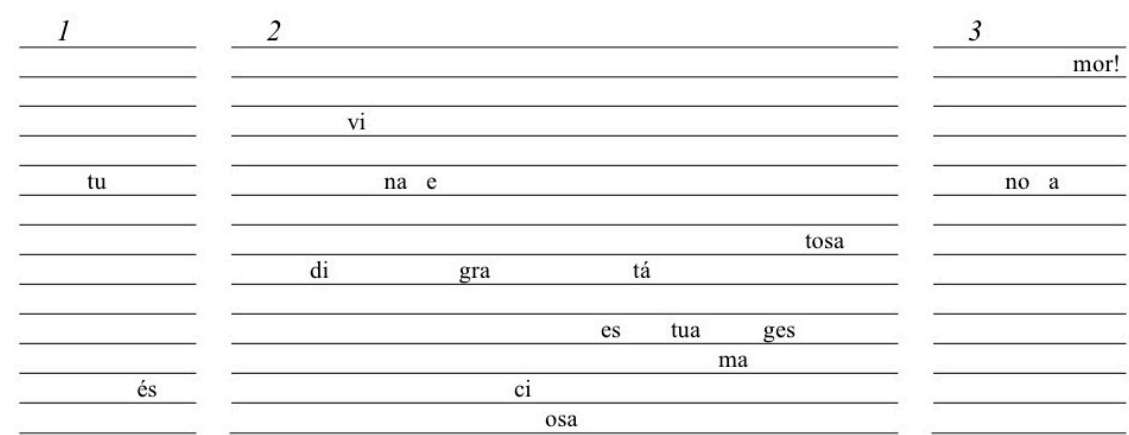 1
tu
és
2
vi
na e
tosa
di gra tá
es tua ges
ma
ci
osa
3
mor!
no a